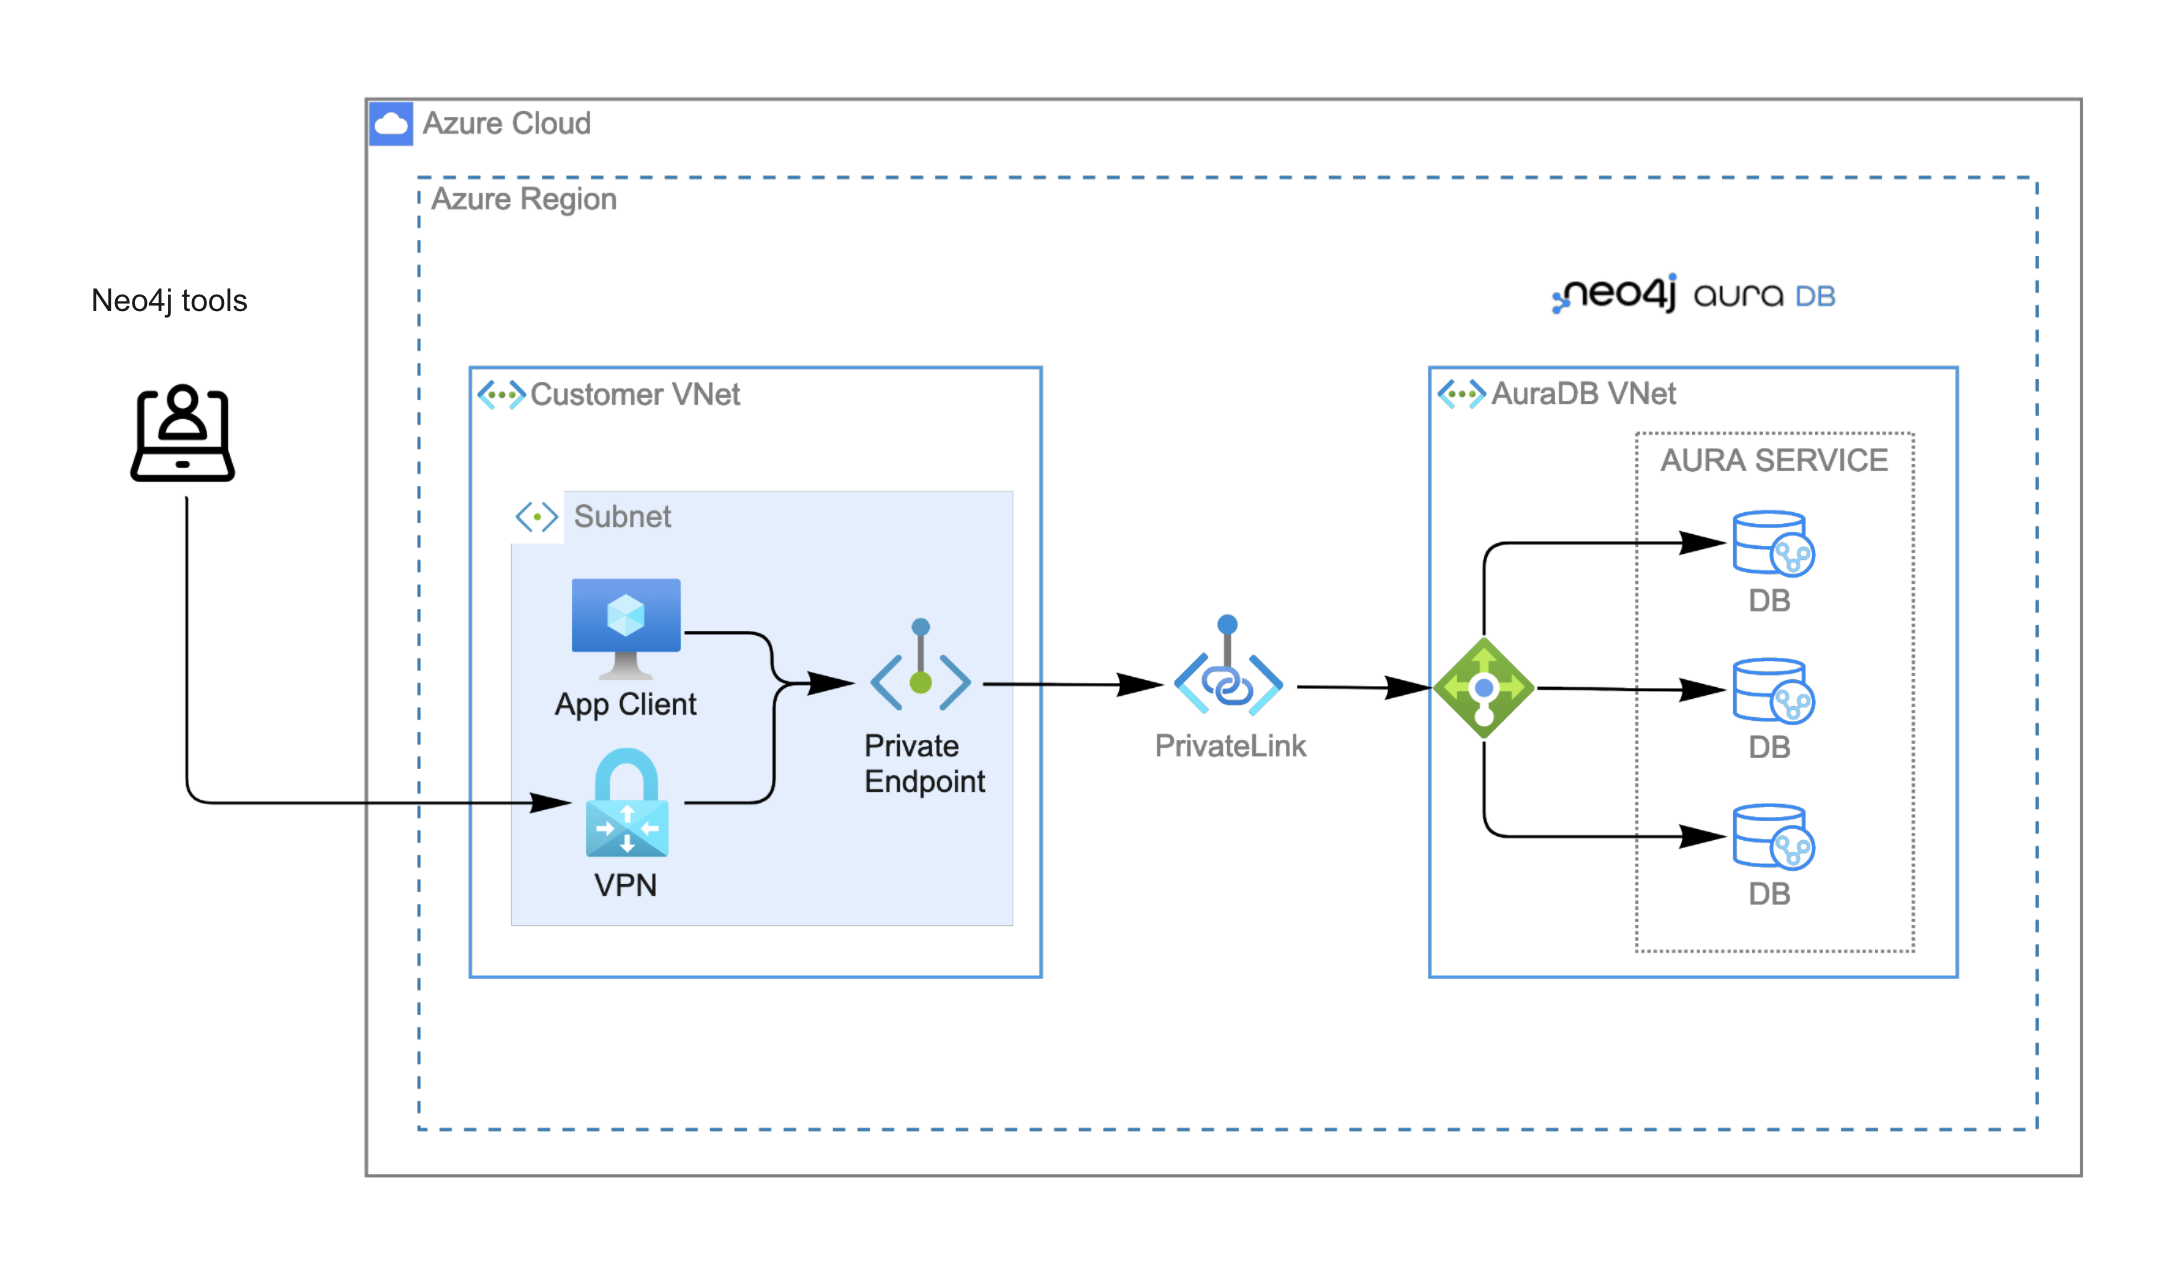 Azure Cloud
Azure Region
Neo4j tools
neo4j aura DB
Customer VNet
Subnet
App Client
VPN
Private
Endpoint
PrivateLink
AuraDB VNet
AURA SERVICE
DB
DB
DB